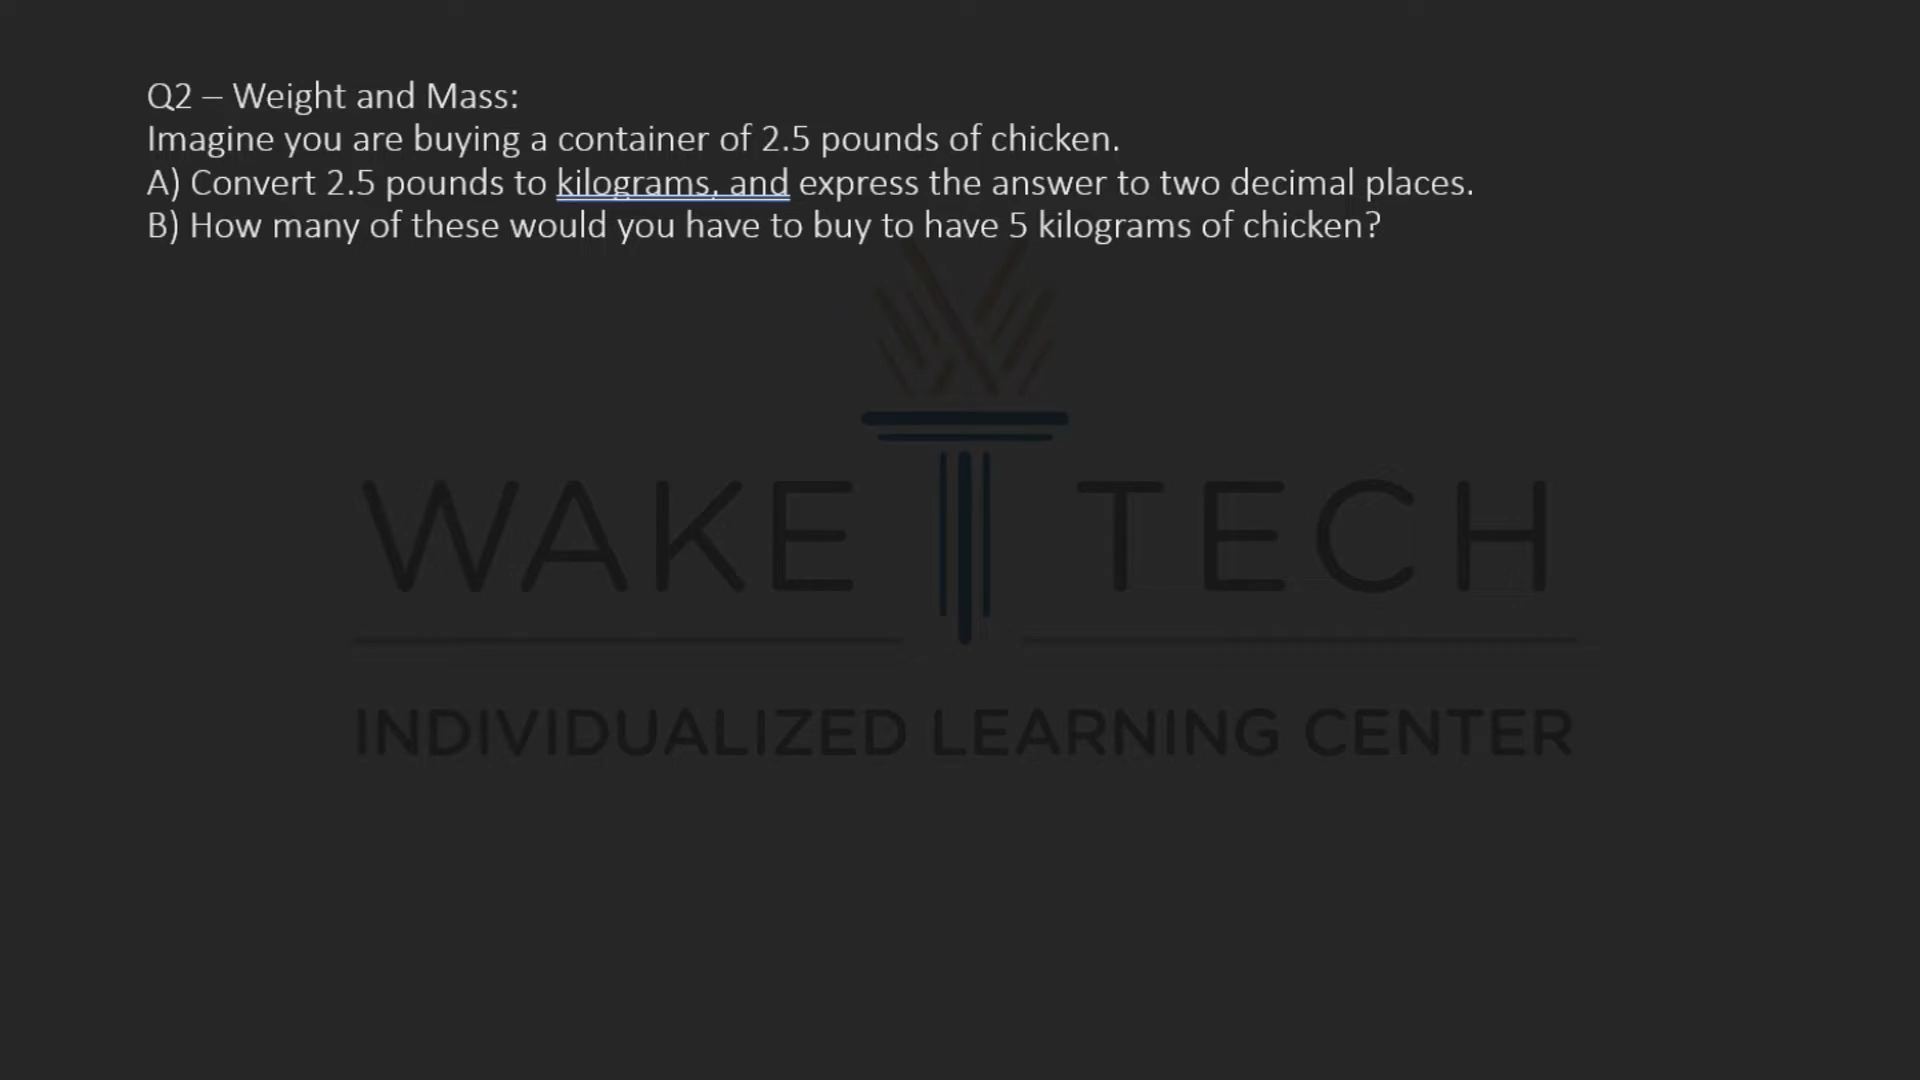 Q2 – Weight and Mass:
Imagine you are buying a container of 2.5 pounds of chicken.
A) Convert 2.5 pounds to kilograms, and express the answer to two decimal places.
B) How many of these would you have to buy to have 5 kilograms of chicken?
WAKE TECH
INDIVIDUALIZED LEARNING CENTER